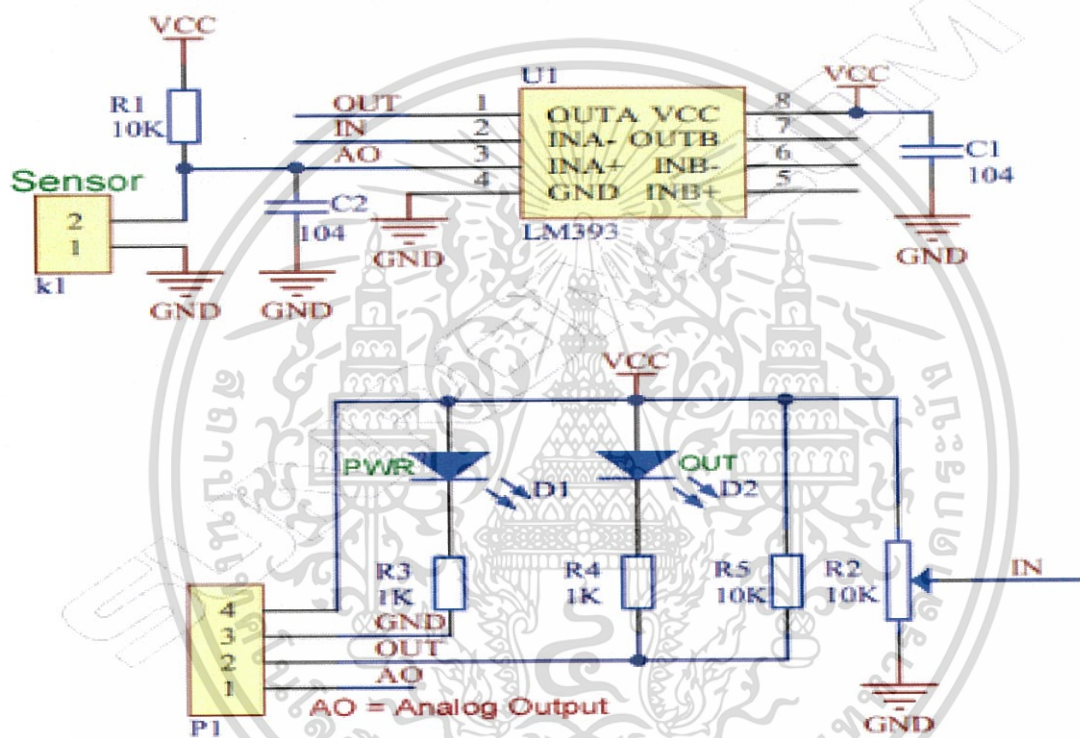 VCC
R1
10K
Sensor
2
1
k1
GND
OUT
IN
AO
C2
104
GND
GND
U1
1
2
3
4
OUTA VCC
INA- OUTB
INA+ INB-
GND INB+
8
7
6
5
LM393
VCC
C1
104
GND
VCC
PWR
D1
OUT
D2
R3
1K
R4
1K
R5
10K
R2
10K
IN
GND
4
3
2
1
P1
GND
OUT
AO
AO = Analog Output